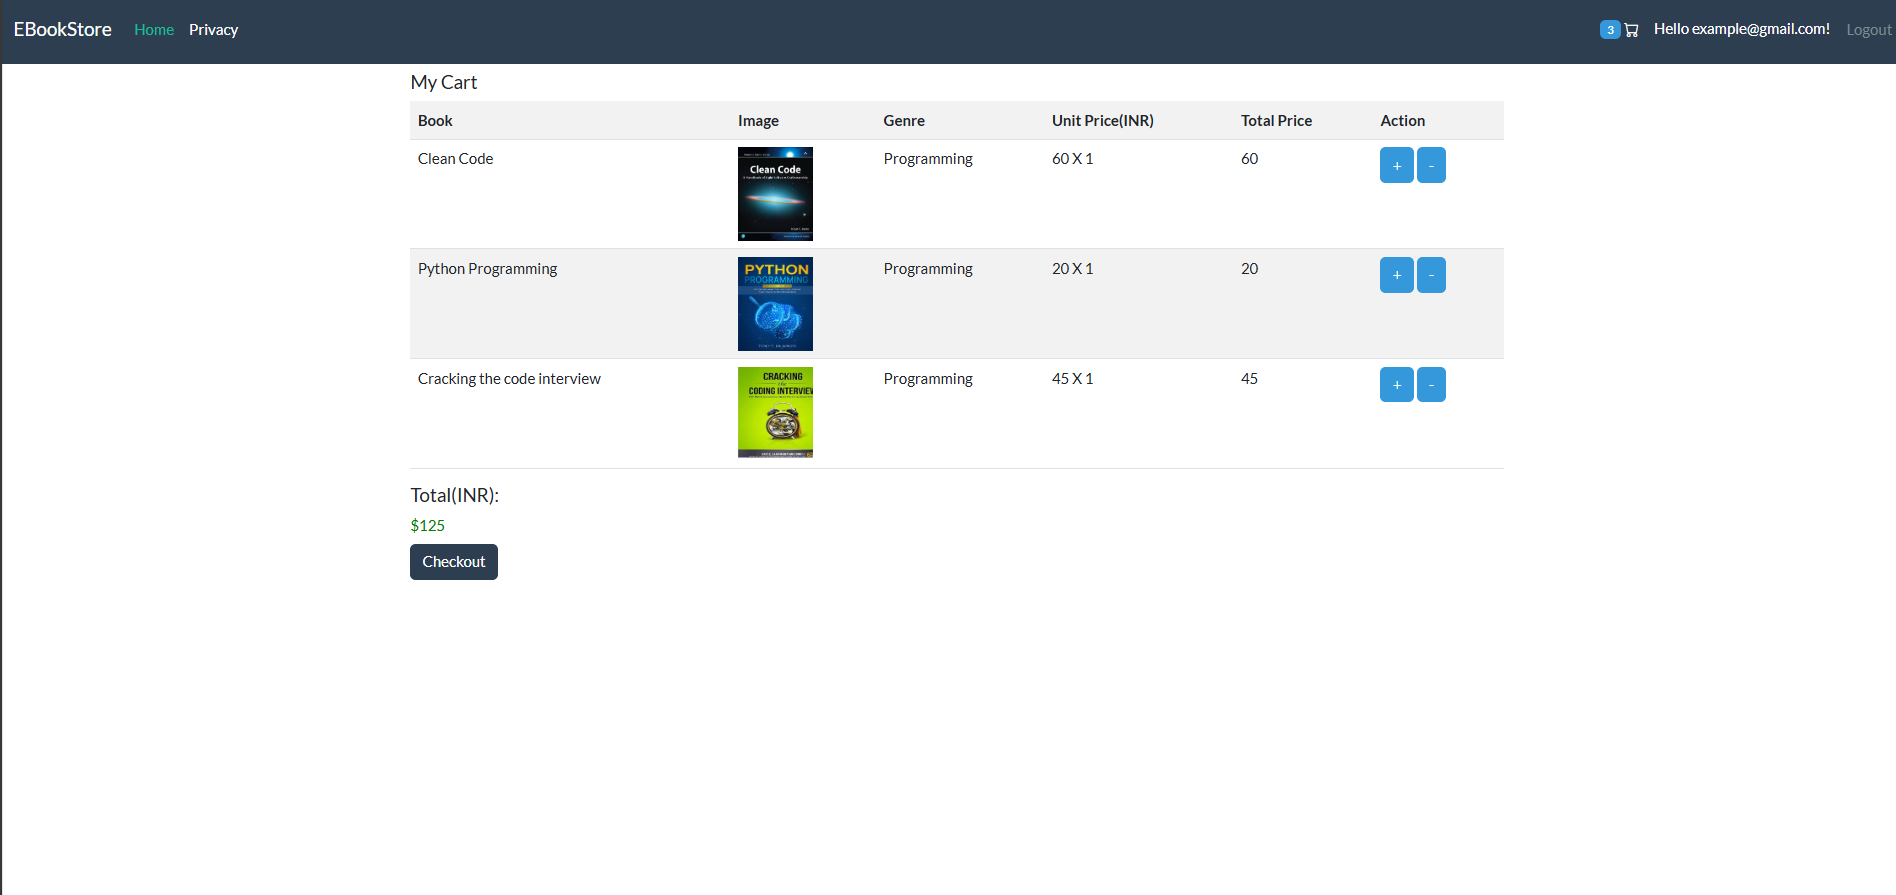 EBookStore Home Privacy 3 Hello example@gmail.com! Logout
My Cart
Book Image Genre Unit Price(INR) Total Price Action
Clean Code Programming 60 X 1 60 + -
Clean Code
Python Programming Programming 20 X 1 20 + -
PYTHON
PROGRAMMING
Cracking the code interview Programming 45 X 1 45 + -
CRACKING
the
CODING INTERVIEW
Total(INR):
$125
Checkout